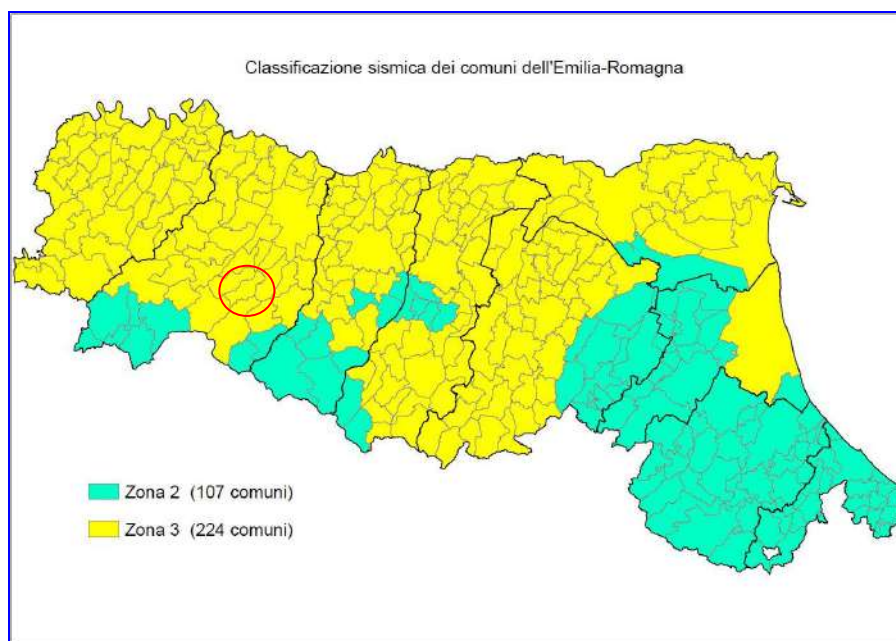 Classificazione sismica dei comuni dell'Emilia-Romagna
Zona 2 (107 comuni)
Zona 3 (224 comuni)